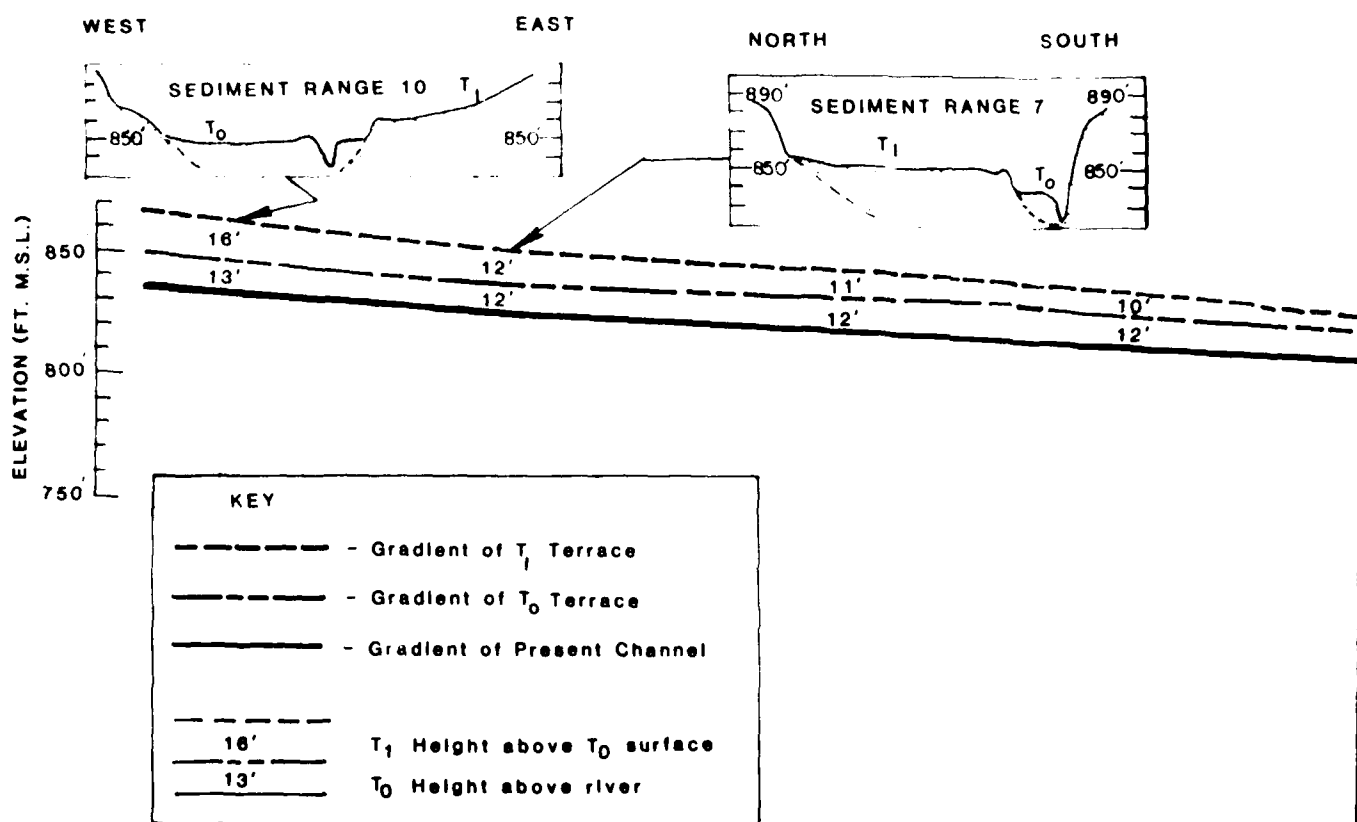 WEST
EAST
SEDIMENT RANGE 10
T1
T0
850'
850'
NORTH
SOUTH
890'
890'
SEDIMENT RANGE 7
T1
850'
850'
T0
ELEVATION (FT. M.S.L.)
850
800'
750'
16'
13'
12'
12'
11'
12'
10'
12'
KEY
- Gradient of T1 Terrace
- Gradient of T0 Terrace
- Gradient of Present Channel
16' T1 Height above T0 surface
13' T0 Height above river